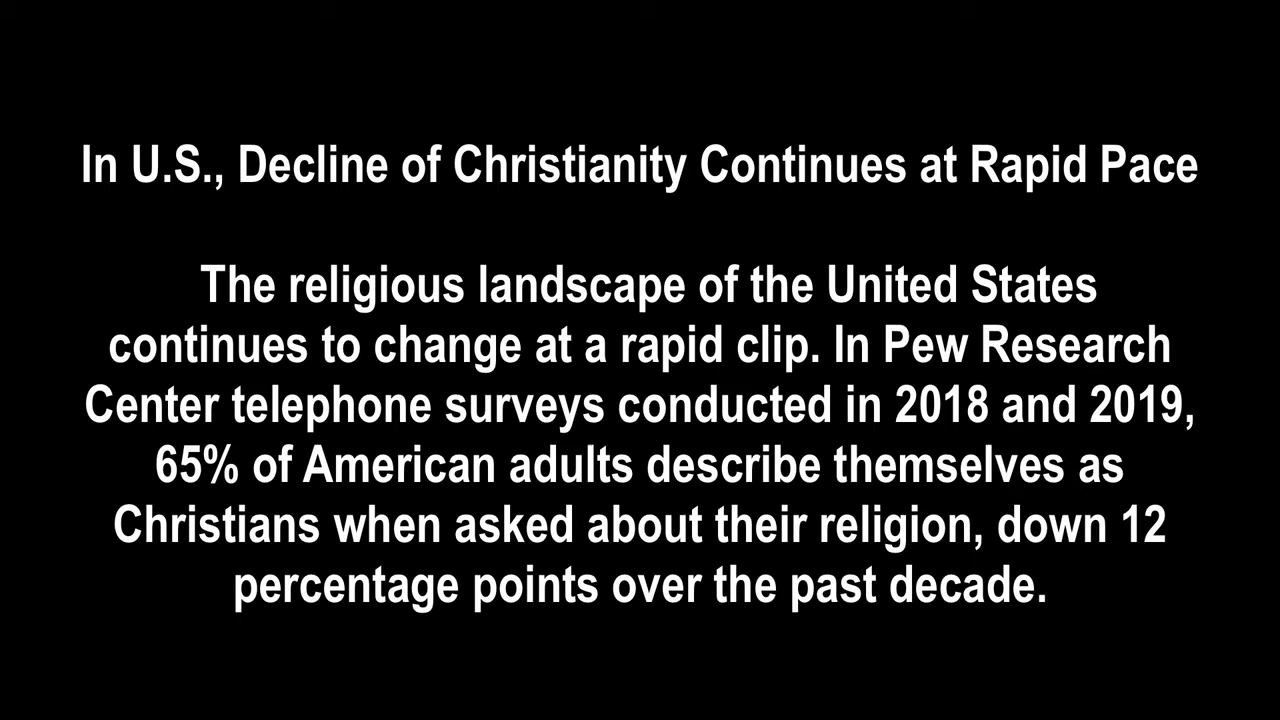 In U.S., Decline of Christianity Continues at Rapid Pace
The religious landscape of the United States
continues to change at a rapid clip. In Pew Research
Center telephone surveys conducted in 2018 and 2019,
65% of American adults describe themselves as
Christians when asked about their religion, down 12
percentage points over the past decade.